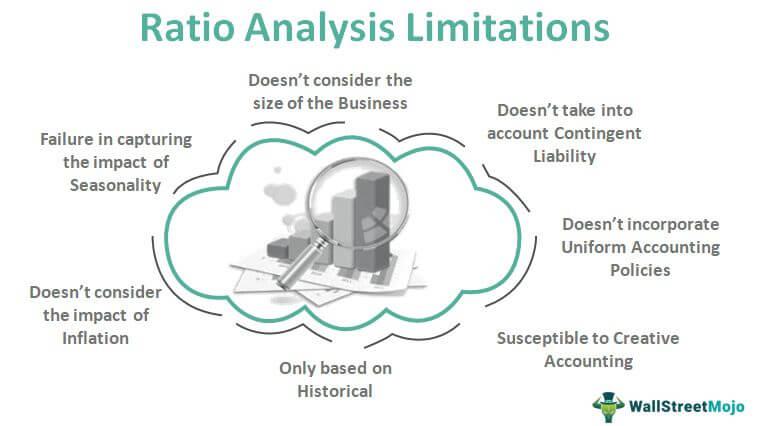 Ratio Analysis Limitations
Doesn’t consider the
size of the Business
Doesn’t take into
account Contingent
Liability
Failure in capturing
the impact of
Seasonality
Doesn’t incorporate
Uniform Accounting
Policies
Doesn’t consider
the impact of
Inflation
Susceptible to Creative
Accounting
Only based on
Historical
WallStreetMojo